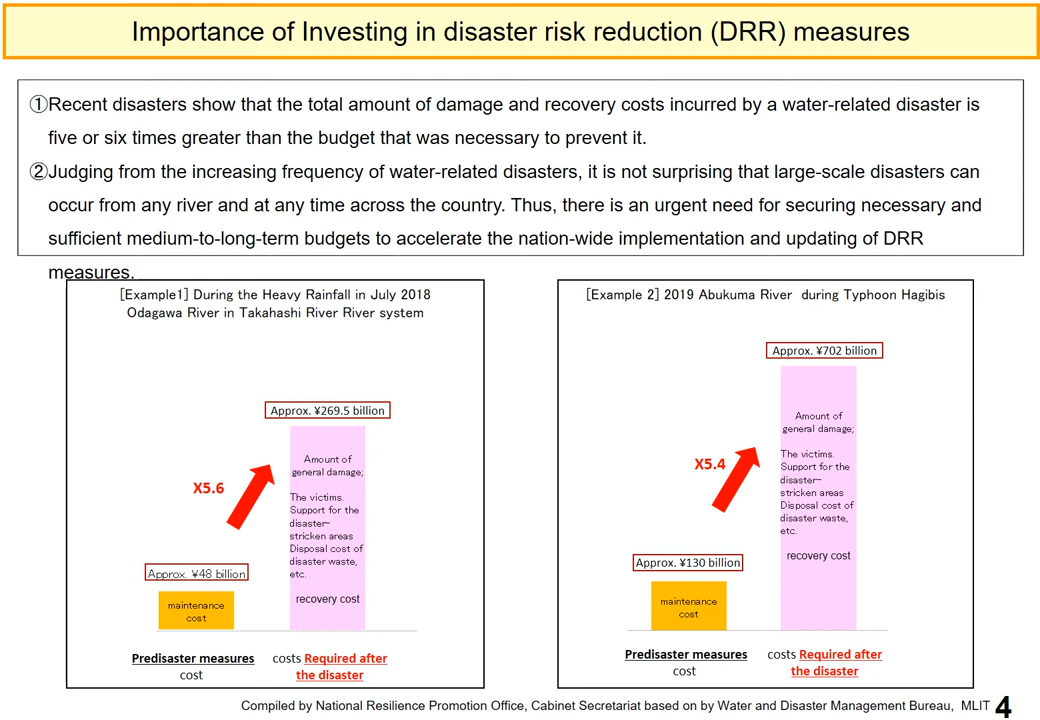 Importance of Investing in disaster risk reduction (DRR) measures
①Recent disasters show that the total amount of damage and recovery costs incurred by a water-related disaster is
five or six times greater than the budget that was necessary to prevent it.
②Judging from the increasing frequency of water-related disasters, it is not surprising that large-scale disasters can
occur from any river and at any time across the country. Thus, there is an urgent need for securing necessary and
sufficient medium-to-long-term budgets to accelerate the nation-wide implementation and updating of DRR
measures.
[Example1] During the Heavy Rainfall in July 2018
Odagawa River in Takahashi River River system
Approx. ¥269.5 billion
Amount of
general damage;
The victims.
Support for the
disaster-
stricken areas
Disposal cost of
disaster waste,
etc.
recovery cost
X5.6
Approx. ¥48 billion
maintenance
cost
Predisaster measures
cost
costs Required after
the disaster
[Example 2] 2019 Abukuma River during Typhoon Hagibis
Approx. ¥702 billion
Amount of
general damage;
The victims.
Support for the
disaster-
stricken areas
Disposal cost of
disaster waste,
etc.
recovery cost
X5.4
Approx. ¥130 billion
maintenance
cost
Predisaster measures
cost
costs Required after
the disaster
Compiled by National Resilience Promotion Office, Cabinet Secretariat based on by Water and Disaster Management Bureau, MLIT 4